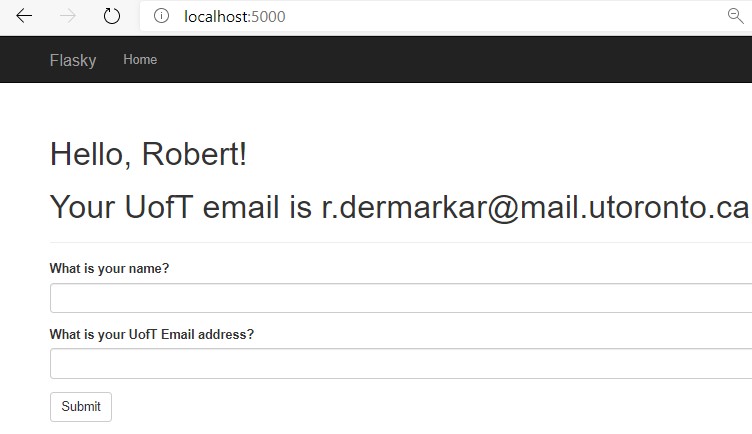 localhost:5000
Flasky Home
Hello, Robert!
Your UofT email is r.dermarkar@mail.utoronto.ca
What is your name?
What is your UofT Email address?
Submit